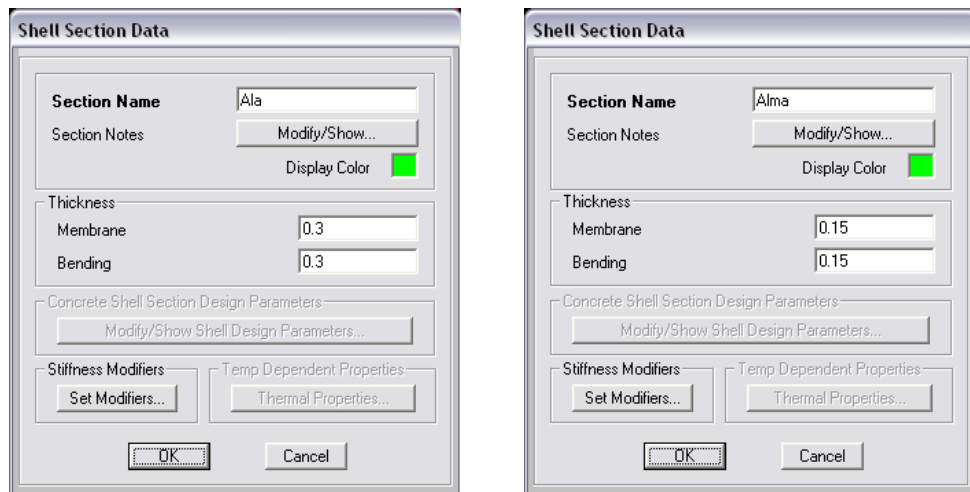 Shell Section Data
Section Name Ala
Section Notes Modify/Show...
Display Color
Thickness
Membrane 0.3
Bending 0.3
Concrete Shell Section Design Parameters
Modify/Show Shell Design Parameters...
Stiffness Modifiers Temp Dependent Properties
Set Modifiers... Thermal Properties...
OK Cancel
Shell Section Data
Section Name Alma
Section Notes Modify/Show...
Display Color
Thickness
Membrane 0.15
Bending 0.15
Concrete Shell Section Design Parameters
Modify/Show Shell Design Parameters...
Stiffness Modifiers Temp Dependent Properties
Set Modifiers... Thermal Properties...
OK Cancel